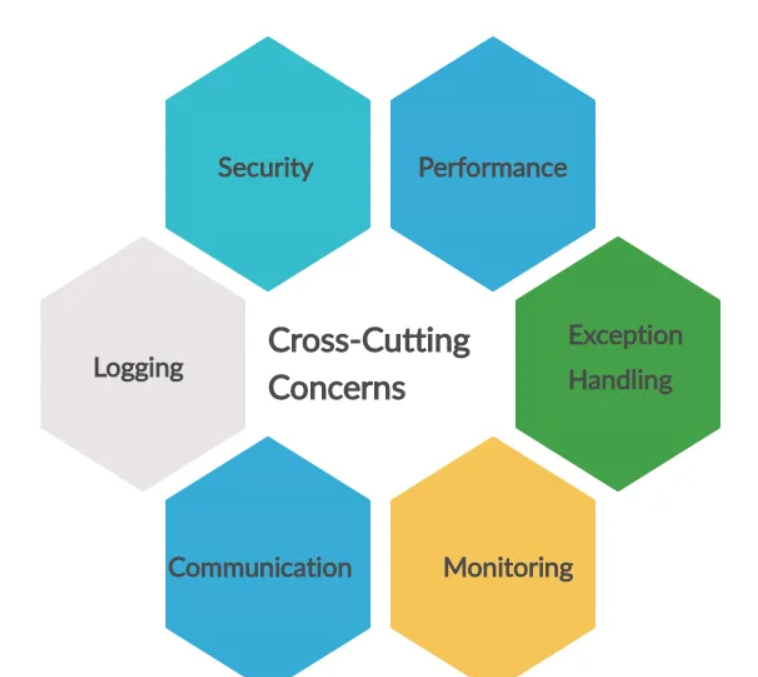 Security
Performance
Logging
Cross-Cutting
Concerns
Exception
Handling
Communication
Monitoring